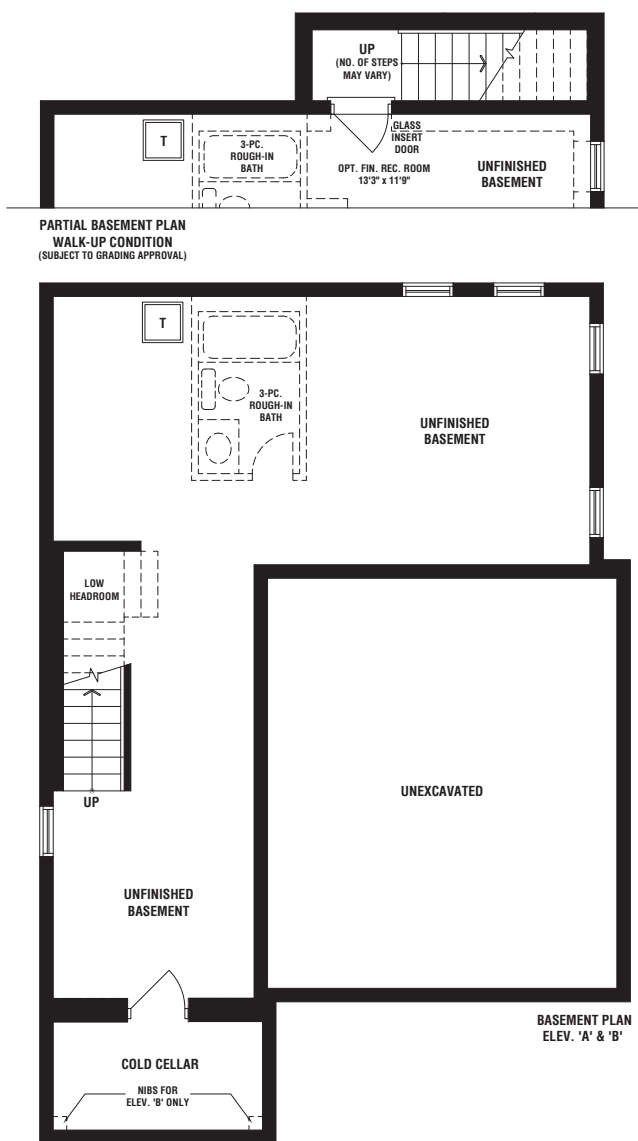 UP
(NO. OF STEPS
MAY VARY)
GLASS
INSERT
DOOR
T
3-PC.
ROUGH-IN
BATH
OPT. FIN. REC. ROOM
13'3" x 11'9"
UNFINISHED
BASEMENT
PARTIAL BASEMENT PLAN
WALK-UP CONDITION
(SUBJECT TO GRADING APPROVAL)
T
3-PC.
ROUGH-IN
BATH
UNFINISHED
BASEMENT
LOW
HEADROOM
UP
UNEXCAVATED
UNFINISHED
BASEMENT
BASEMENT PLAN
ELEV. 'A' & 'B'
COLD CELLAR
NIBS FOR
ELEV. 'B' ONLY